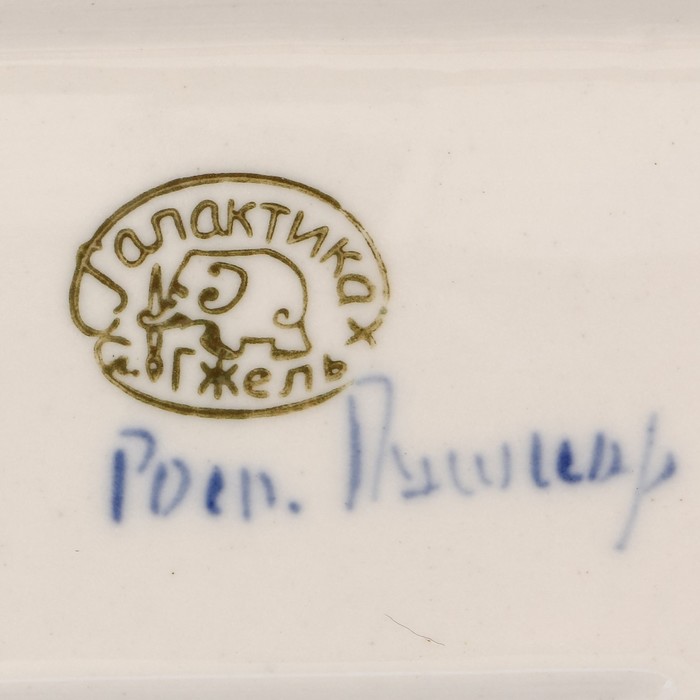 Галактика х
г. Гжель
Росп.